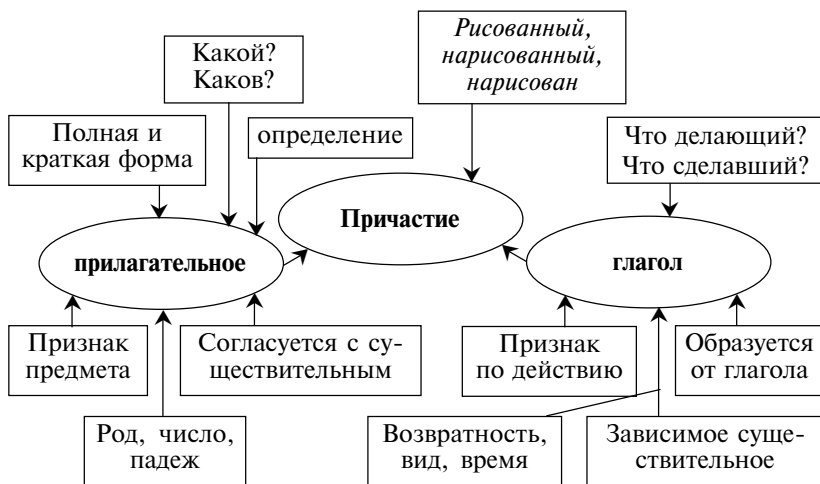 Какой?
Каков?
Рисованный,
нарисованный,
нарисован
Полная и
краткая форма
определение
Что делающий?
Что сделавший?
Причастие
прилагательное
глагол
Признак
предмета
Согласуется с су-
ществительным
Признак
по действию
Образуется
от глагола
Род, число,
падеж
Возвратность,
вид, время
Зависимое суще-
ствительное